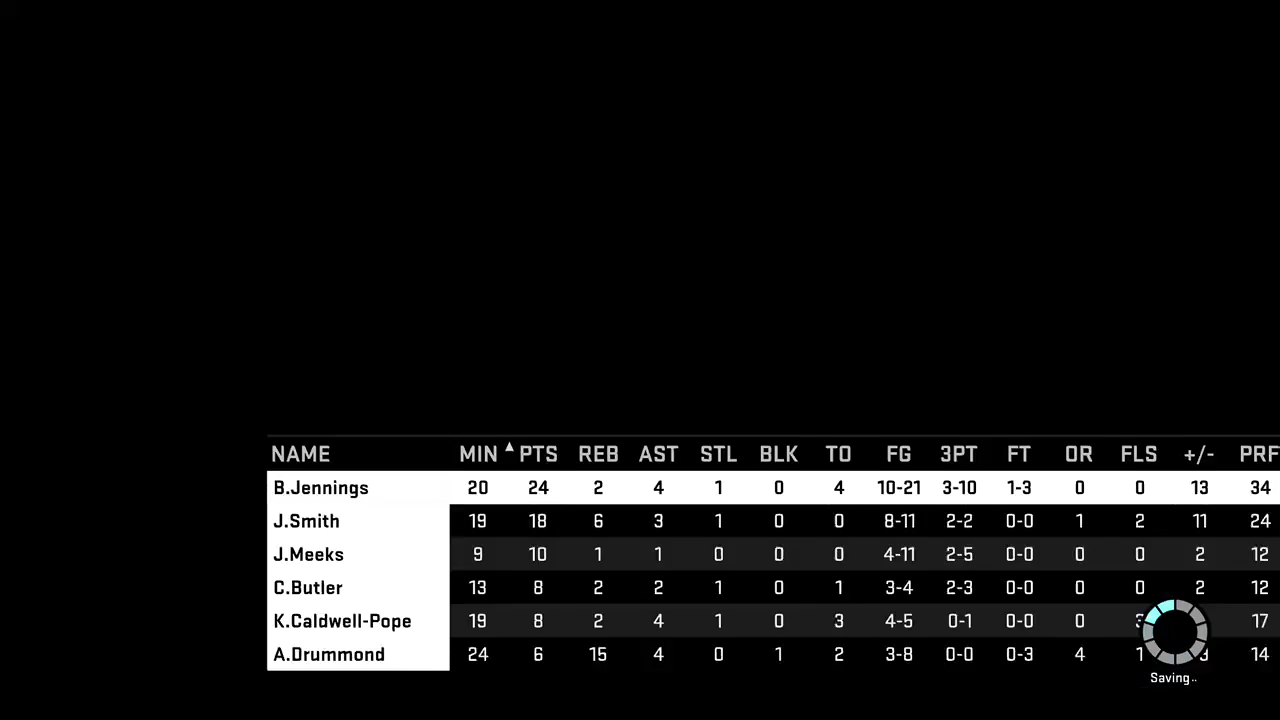 NAME MIN PTS REB AST STL BLK TO FG 3PT FT OR FLS +/- PRF
B.Jennings 20 24 2 4 1 0 4 10-21 3-10 1-3 0 0 13 34
J.Smith 19 18 6 3 1 0 0 8-11 2-2 0-0 1 2 11 24
J.Meeks 9 10 1 1 0 0 0 4-11 2-5 0-0 0 0 2 12
C.Butler 13 8 2 2 1 0 1 3-4 2-3 0-0 0 0 2 12
K.Caldwell-Pope 19 8 2 4 1 0 3 4-5 0-1 0-0 0 3 17
A.Drummond 24 6 15 4 0 1 2 3-8 0-0 0-3 4 1 14
Saving..